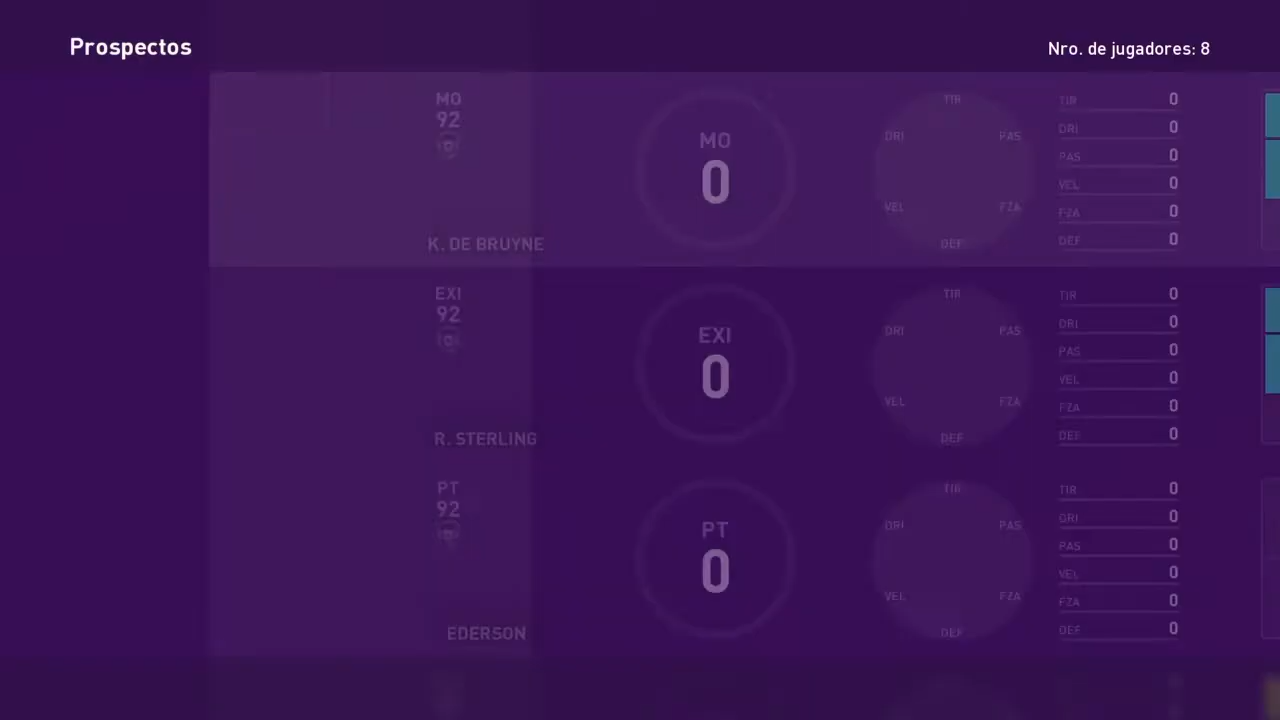 Prospectos
Nro. de jugadores: 8
MO
92
K. DE BRUYNE
MO
0
TIR
DRI
PAS
VEL
FZA
DEF
TIR 0
DRI 0
PAS 0
VEL 0
FZA 0
DEF 0
EXI
92
R. STERLING
EXI
0
TIR
DRI
PAS
VEL
FZA
DEF
TIR 0
DRI 0
PAS 0
VEL 0
FZA 0
DEF 0
PT
92
EDERSON
PT
0
TIR
DRI
PAS
VEL
FZA
DEF
TIR 0
DRI 0
PAS 0
VEL 0
FZA 0
DEF 0